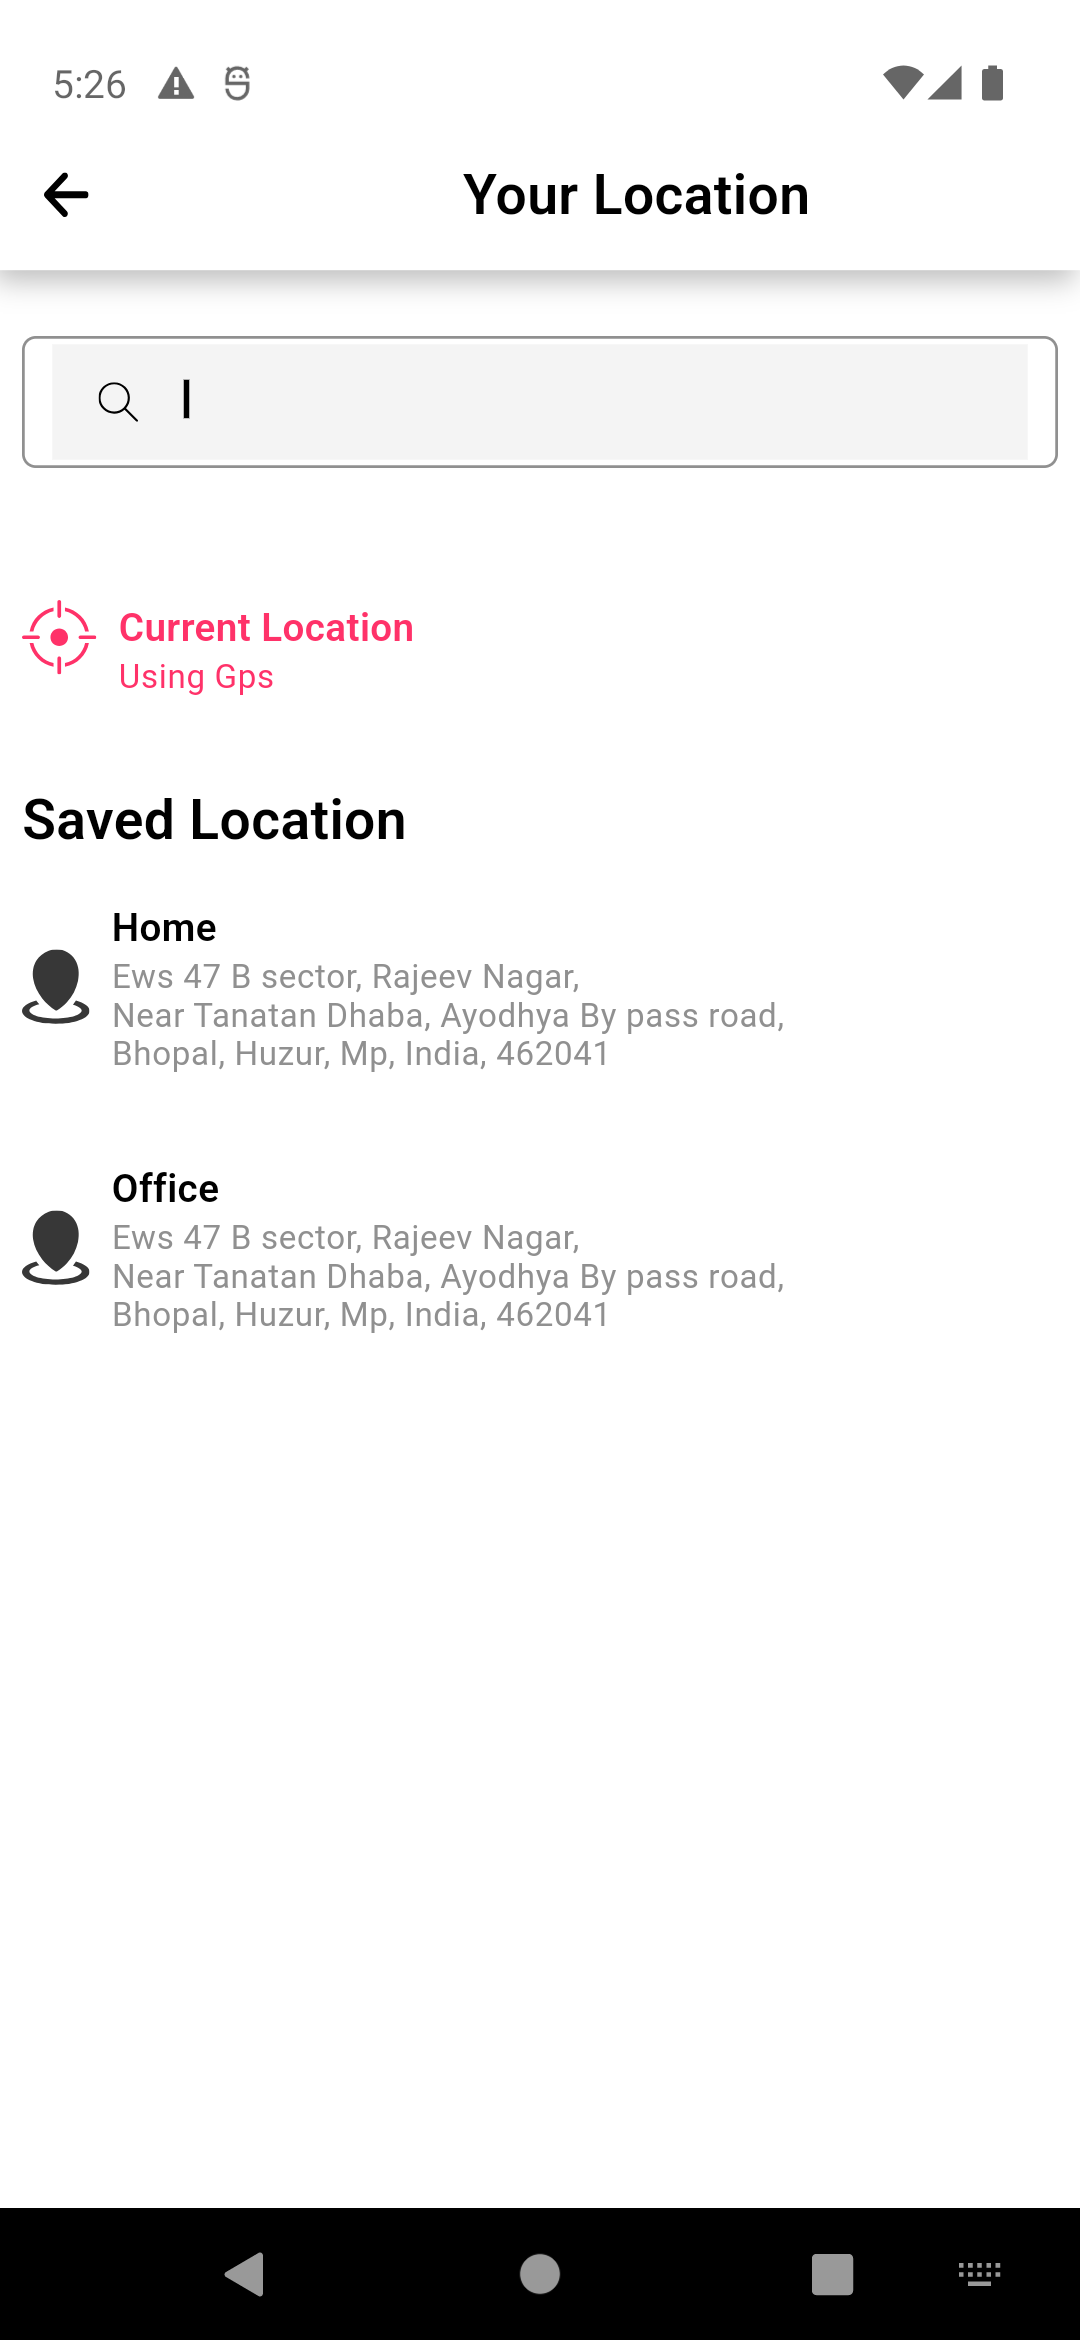 5:26
Your Location
Current Location
Using Gps
Saved Location
Home
Ews 47 B sector, Rajeev Nagar,
Near Tanatan Dhaba, Ayodhya By pass road,
Bhopal, Huzur, Mp, India, 462041
Office
Ews 47 B sector, Rajeev Nagar,
Near Tanatan Dhaba, Ayodhya By pass road,
Bhopal, Huzur, Mp, India, 462041